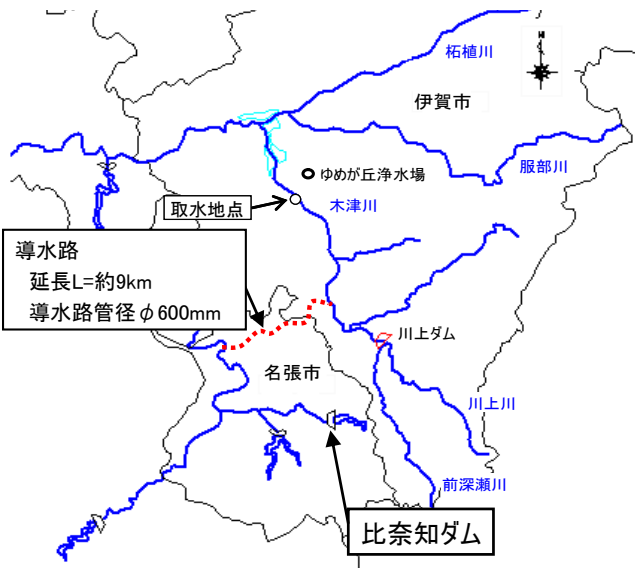 柘植川
N
伊賀市
服部川
ゆめが丘浄水場
取水地点
木津川
導水路
延長L=約9km
導水路管径φ600mm
川上ダム
名張市
川上川
前深瀬川
比奈知ダム